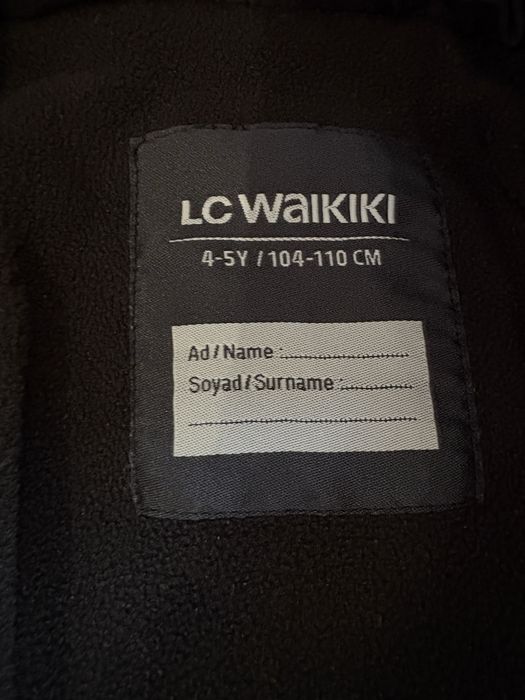 LC WAIKIKI
4-5Y / 104-110 CM
Ad / Name :
Soyad / Surname :